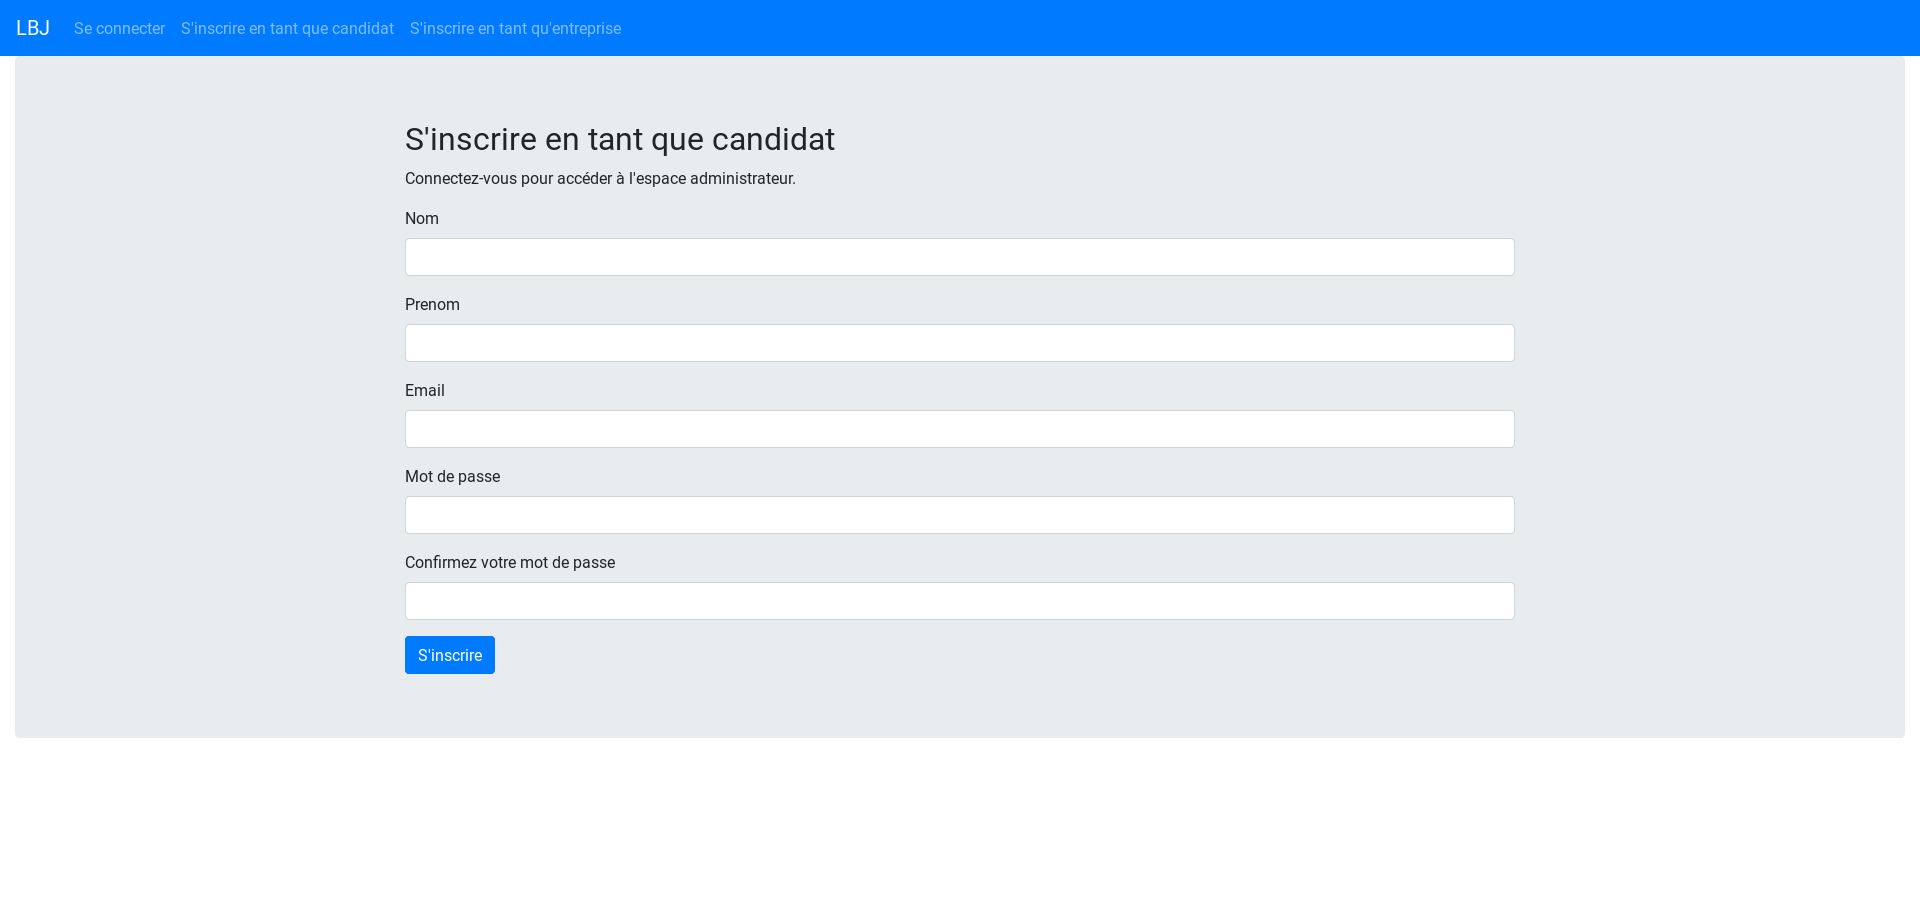 LBJ Se connecter S'inscrire en tant que candidat S'inscrire en tant qu'entreprise
S'inscrire en tant que candidat
Connectez-vous pour accéder à l'espace administrateur.
Nom
Prenom
Email
Mot de passe
Confirmez votre mot de passe
S'inscrire